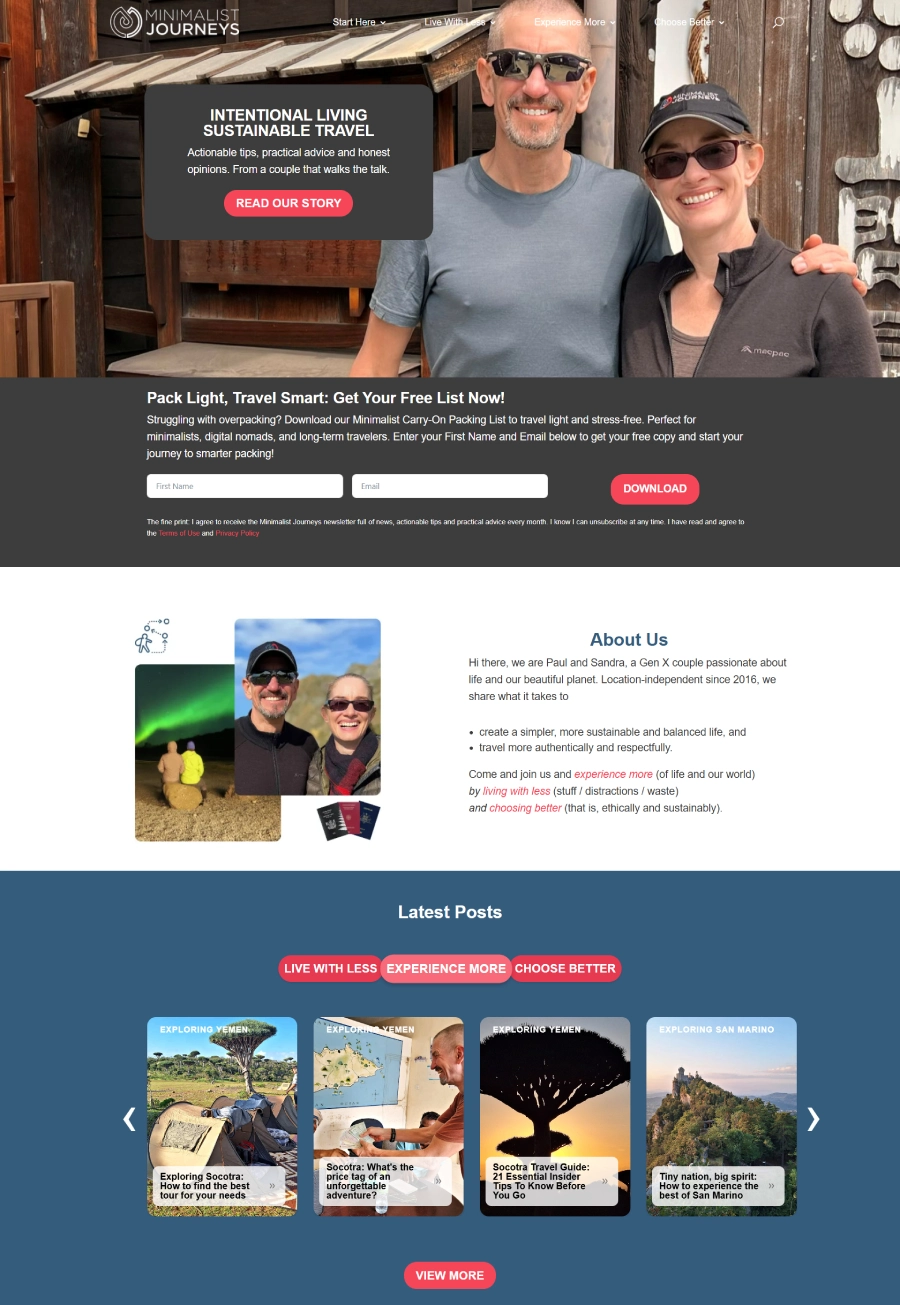 MINIMALIST
JOURNEYS
Start Here
Live With Less
Experience More
Choose Better
INTENTIONAL LIVING
SUSTAINABLE TRAVEL
Actionable tips, practical advice and honest
opinions. From a couple that walks the talk.
READ OUR STORY
MINIMALIST
JOURNEYS
macpac
Pack Light, Travel Smart: Get Your Free List Now!
Struggling with overpacking? Download our Minimalist Carry-On Packing List to travel light and stress-free. Perfect for
minimalists, digital nomads, and long-term travelers. Enter your First Name and Email below to get your free copy and start your
journey to smarter packing!
First Name
Email
DOWNLOAD
The fine print: I agree to receive the Minimalist Journeys newsletter full of news, actionable tips and practical advice every month. I know I can unsubscribe at any time. I have read and agree to
the Terms of Use and Privacy Policy
About Us
Hi there, we are Paul and Sandra, a Gen X couple passionate about
life and our beautiful planet. Location-independent since 2016, we
share what it takes to
• create a simpler, more sustainable and balanced life, and
• travel more authentically and respectfully.
Come and join us and experience more (of life and our world)
by living with less (stuff / distractions / waste)
and choosing better (that is, ethically and sustainably).
Latest Posts
LIVE WITH LESS
EXPERIENCE MORE
CHOOSE BETTER
EXPLORING YEMEN
Exploring Socotra:
How to find the best
tour for your needs
»
EXPLORING YEMEN
Socotra: What's the
price tag of an
unforgettable
adventure?
»
EXPLORING YEMEN
Socotra Travel Guide:
21 Essential Insider
Tips To Know Before
You Go
»
EXPLORING SAN MARINO
Tiny nation, big spirit:
How to experience the
best of San Marino
»
VIEW MORE